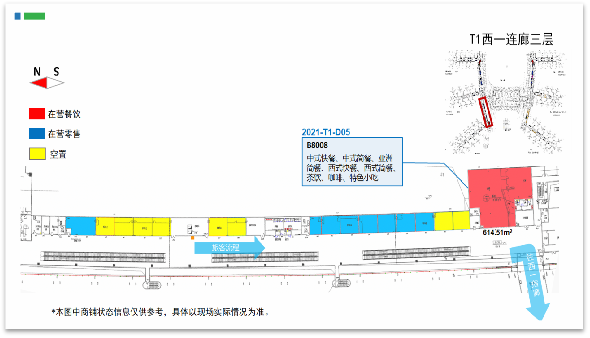 T1西一连廊三层
N S
在营餐饮
在营零售
空置
2021-T1-D05
B8008
中式快餐、中式简餐、亚洲
简餐、西式快餐、西式简餐、
茶饮、咖啡、特色小吃
614.51m²
旅客流程
*本图中商铺状态信息仅供参考，具体以现场实际情况为准。